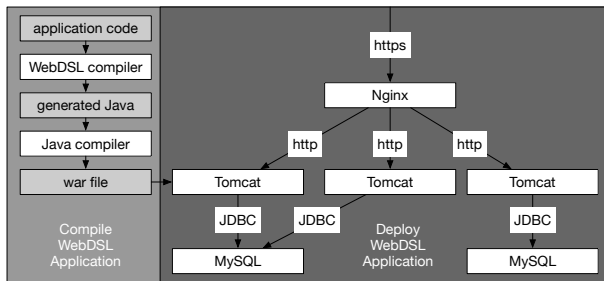 application code
WebDSL compiler
generated Java
Java compiler
war file
Compile
WebDSL
Application
https
Nginx
http
http
http
Tomcat
Tomcat
Tomcat
JDBC
JDBC
JDBC
Deploy
WebDSL
Application
MySQL
MySQL